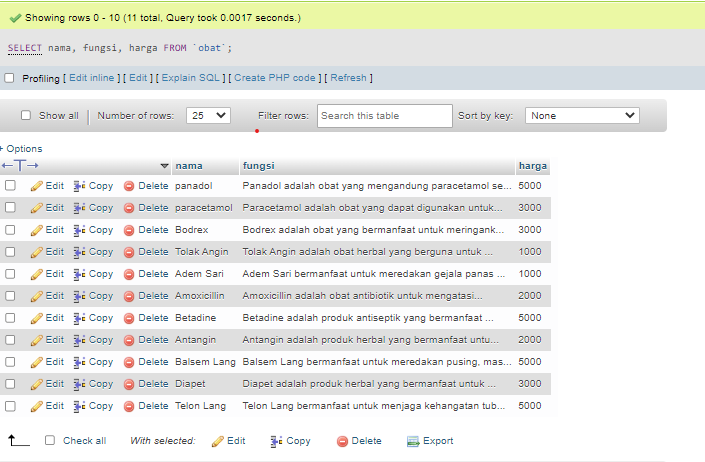 Showing rows 0 - 10 (11 total, Query took 0.0017 seconds.)
SELECT nama, fungsi, harga FROM `obat`;
Profiling [ Edit inline ] [ Edit ] [ Explain SQL ] [ Create PHP code ] [ Refresh ]
Show all Number of rows: 25 Filter rows: Search this table Sort by key: None
+ Options
←T→ nama fungsi harga
Edit Copy Delete panadol Panadol adalah obat yang mengandung paracetamol se... 5000
Edit Copy Delete paracetamol Paracetamol adalah obat yang dapat digunakan untuk... 3000
Edit Copy Delete Bodrex Bodrex adalah obat yang bermanfaat untuk meringank... 3000
Edit Copy Delete Tolak Angin Tolak Angin adalah obat herbal yang berguna untuk ... 1000
Edit Copy Delete Adem Sari Adem Sari bermanfaat untuk meredakan gejala panas ... 1000
Edit Copy Delete Amoxicillin Amoxicillin adalah obat antibiotik untuk mengatasi... 2000
Edit Copy Delete Betadine Betadine adalah produk antiseptik yang bermanfaat ... 5000
Edit Copy Delete Antangin Antangin adalah produk herbal yang bermanfaat untu... 2000
Edit Copy Delete Balsem Lang Balsem Lang bermanfaat untuk meredakan pusing, mas... 5000
Edit Copy Delete Diapet Diapet adalah produk herbal yang bermanfaat untuk ... 3000
Edit Copy Delete Telon Lang Telon Lang bermanfaat untuk menjaga kehangatan tub... 5000
Check all With selected: Edit Copy Delete Export